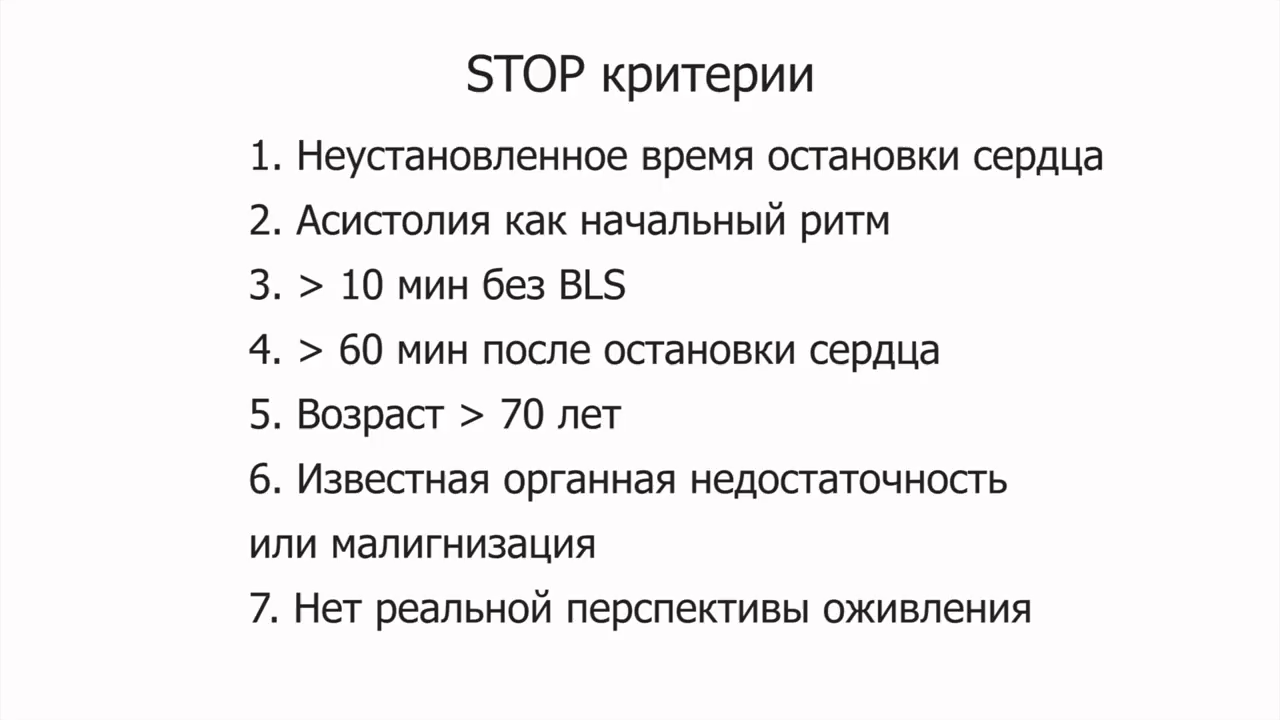 STOP критерии
1. Неустановленное время остановки сердца
2. Асистолия как начальный ритм
3. > 10 мин без BLS
4. > 60 мин после остановки сердца
5. Возраст > 70 лет
6. Известная органная недостаточность
или малигнизация
7. Нет реальной перспективы оживления